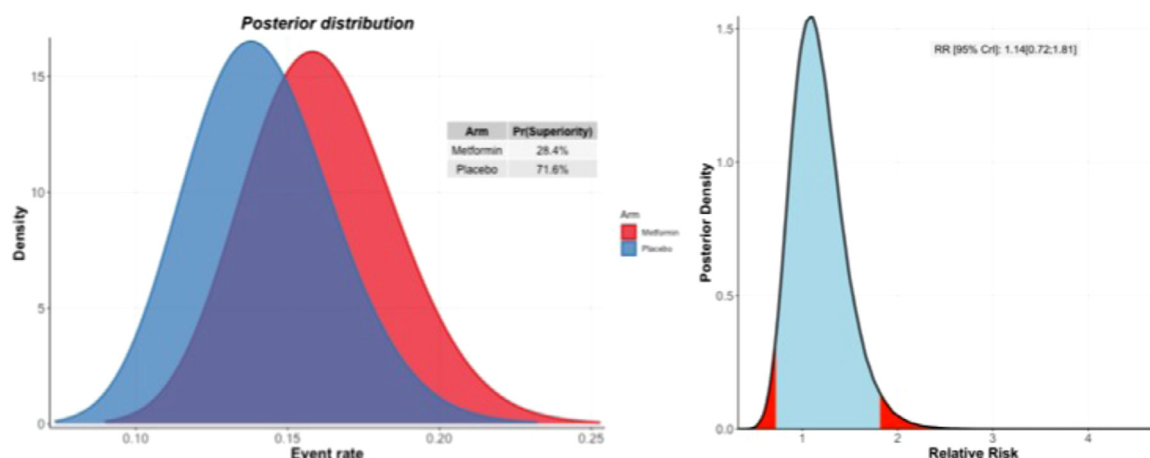 Posterior distribution
Density
15
10
5
0
0.10
0.15
0.20
0.25
Event rate
Arm Pr(Superiority)
Metformin 28.4%
Placebo 71.6%
Arm
Metformin
Placebo
Posterior Density
1.5
1.0
0.5
0.0
1
2
3
4
Relative Risk
RR [95% CrI]: 1.14[0.72;1.81]